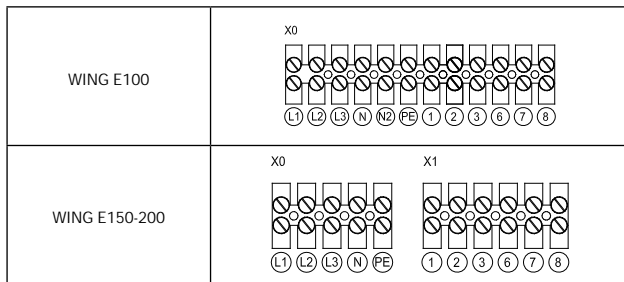 X0
WING E100
L1 L2 L3 N N2 PE 1 2 3 6 7 8
X0 X1
WING E150-200
L1 L2 L3 N PE 1 2 3 6 7 8